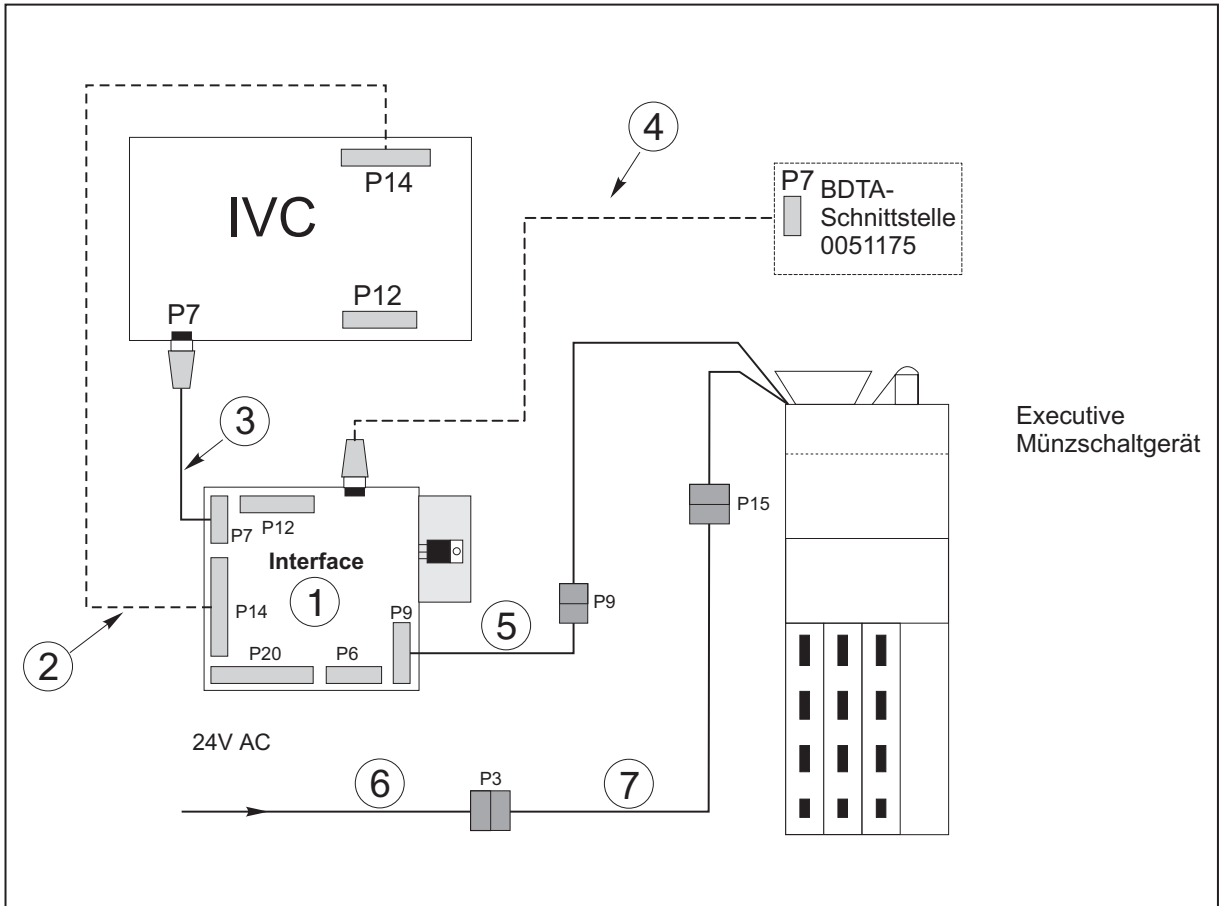 4
P14
IVC
P7
BDTA-
Schnittstelle
0051175
P12
P7
3
Executive
Münzschaltgerät
P15
P12
P7
Interface
1
P14
P9
P9
5
2
P20
P6
24V AC
6
P3
7